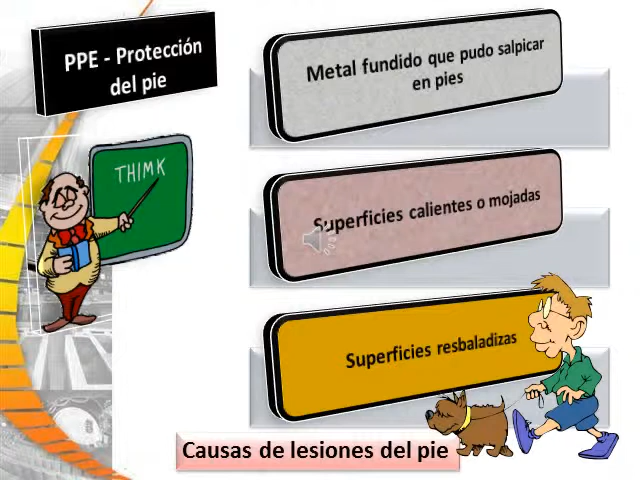 PPE - Protección
del pie
THIMK
Metal fundido que pudo salpicar
en pies
Superficies calientes o mojadas
Superficies resbaladizas
Causas de lesiones del pie